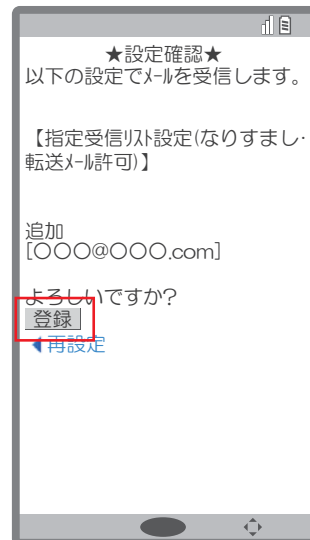 ★設定確認★
以下の設定でﾒｰﾙを受信します。
【指定受信ﾘｽﾄ設定(なりすまし･
転送ﾒｰﾙ許可)】
追加
[〇〇〇@〇〇〇.com]
よろしいですか?
登録
◀再設定